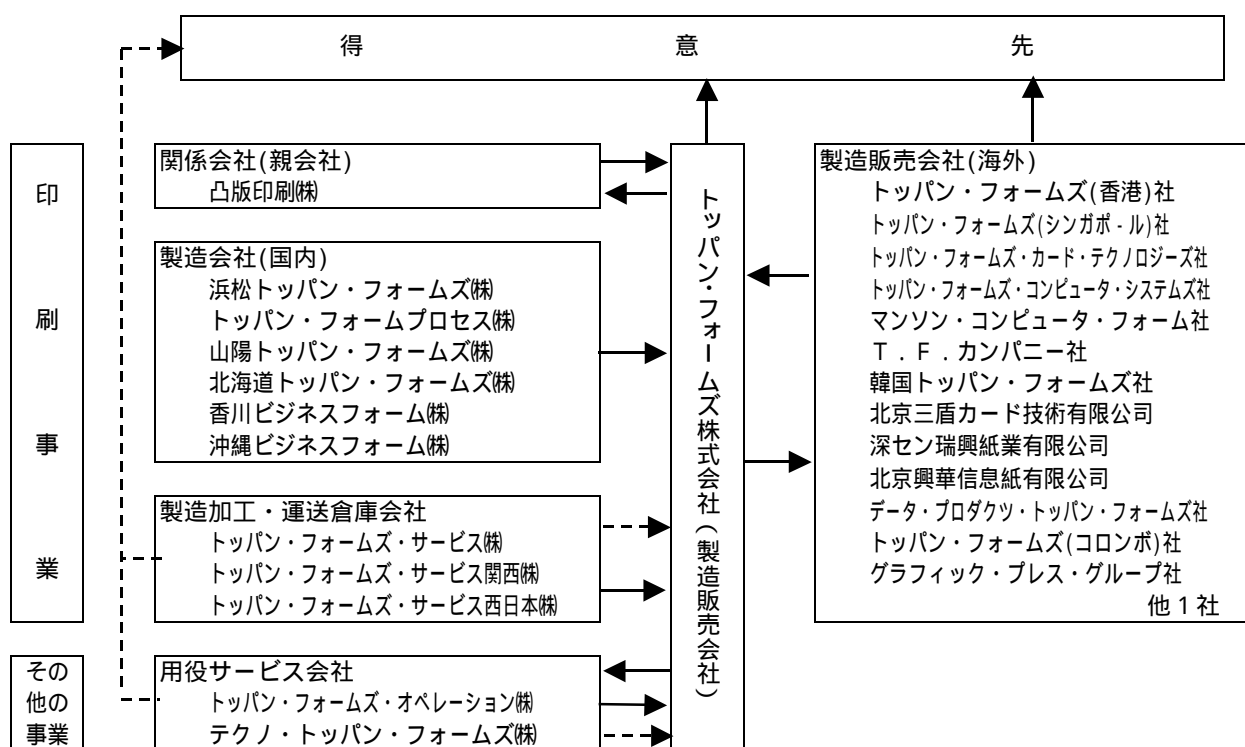 得意先
印刷事業
関係会社(親会社)
凸版印刷㈱
製造会社(国内)
浜松トッパン・フォームズ㈱
トッパン・フォームプロセス㈱
山陽トッパン・フォームズ㈱
北海道トッパン・フォームズ㈱
香川ビジネスフォーム㈱
沖縄ビジネスフォーム㈱
製造加工・運送倉庫会社
トッパン・フォームズ・サービス㈱
トッパン・フォームズ・サービス関西㈱
トッパン・フォームズ・サービス西日本㈱
その
他の
事業
用役サービス会社
トッパン・フォームズ・オペレーション㈱
テクノ・トッパン・フォームズ㈱
トッパン・フォームズ株式会社(製造販売会社)
製造販売会社(海外)
トッパン・フォームズ(香港)社
トッパン・フォームズ(シンガポ-ル)社
トッパン・フォームズ・カード・テクノロジーズ社
トッパン・フォームズ・コンピュータ・システムズ社
マンソン・コンピュータ・フォーム社
T.F.カンパニー社
韓国トッパン・フォームズ社
北京三盾カード技術有限公司
深セン瑞興紙業有限公司
北京興華信息紙有限公司
データ・プロダクツ・トッパン・フォームズ社
トッパン・フォームズ(コロンボ)社
グラフィック・プレス・グループ社
他1社